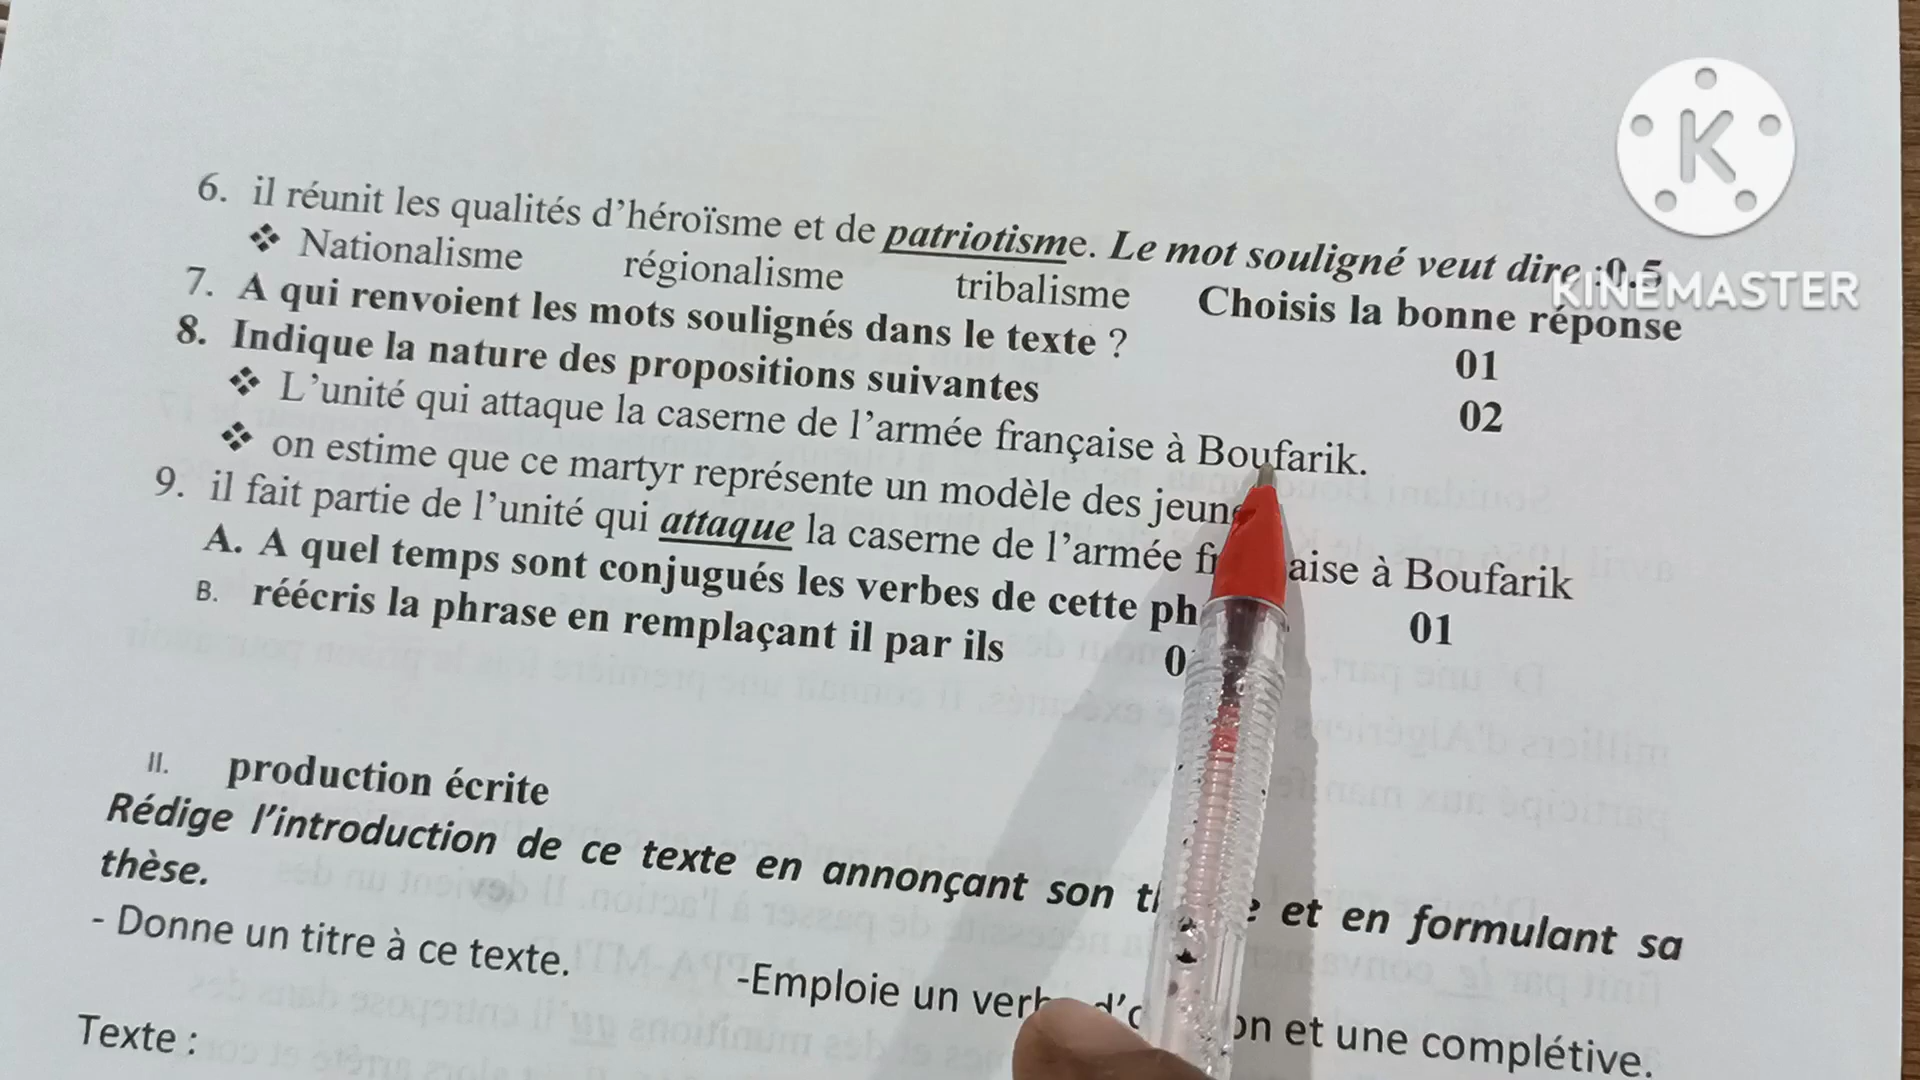 6. il réunit les qualités d'héroïsme et de patriotisme. Le mot souligné veut dire :0.5
❖ Nationalisme régionalisme tribalisme Choisis la bonne réponse
7. A qui renvoient les mots soulignés dans le texte ? 01
8. Indique la nature des propositions suivantes 02
❖ L'unité qui attaque la caserne de l'armée française à Boufarik.
❖ on estime que ce martyr représente un modèle des
9. il fait partie de l'unité qui attaque la caserne de l'armée à Boufarik
A. A quel temps sont conjugués les verbes de cette 01
B. réécris la phrase en remplaçant il par ils
II. production écrite
Rédige l'introduction de ce texte en annonçant son et en formulant sa
thèse.
- Donne un titre à ce texte. -Emploie un et une complétive.
Texte :
K
KINEMASTER